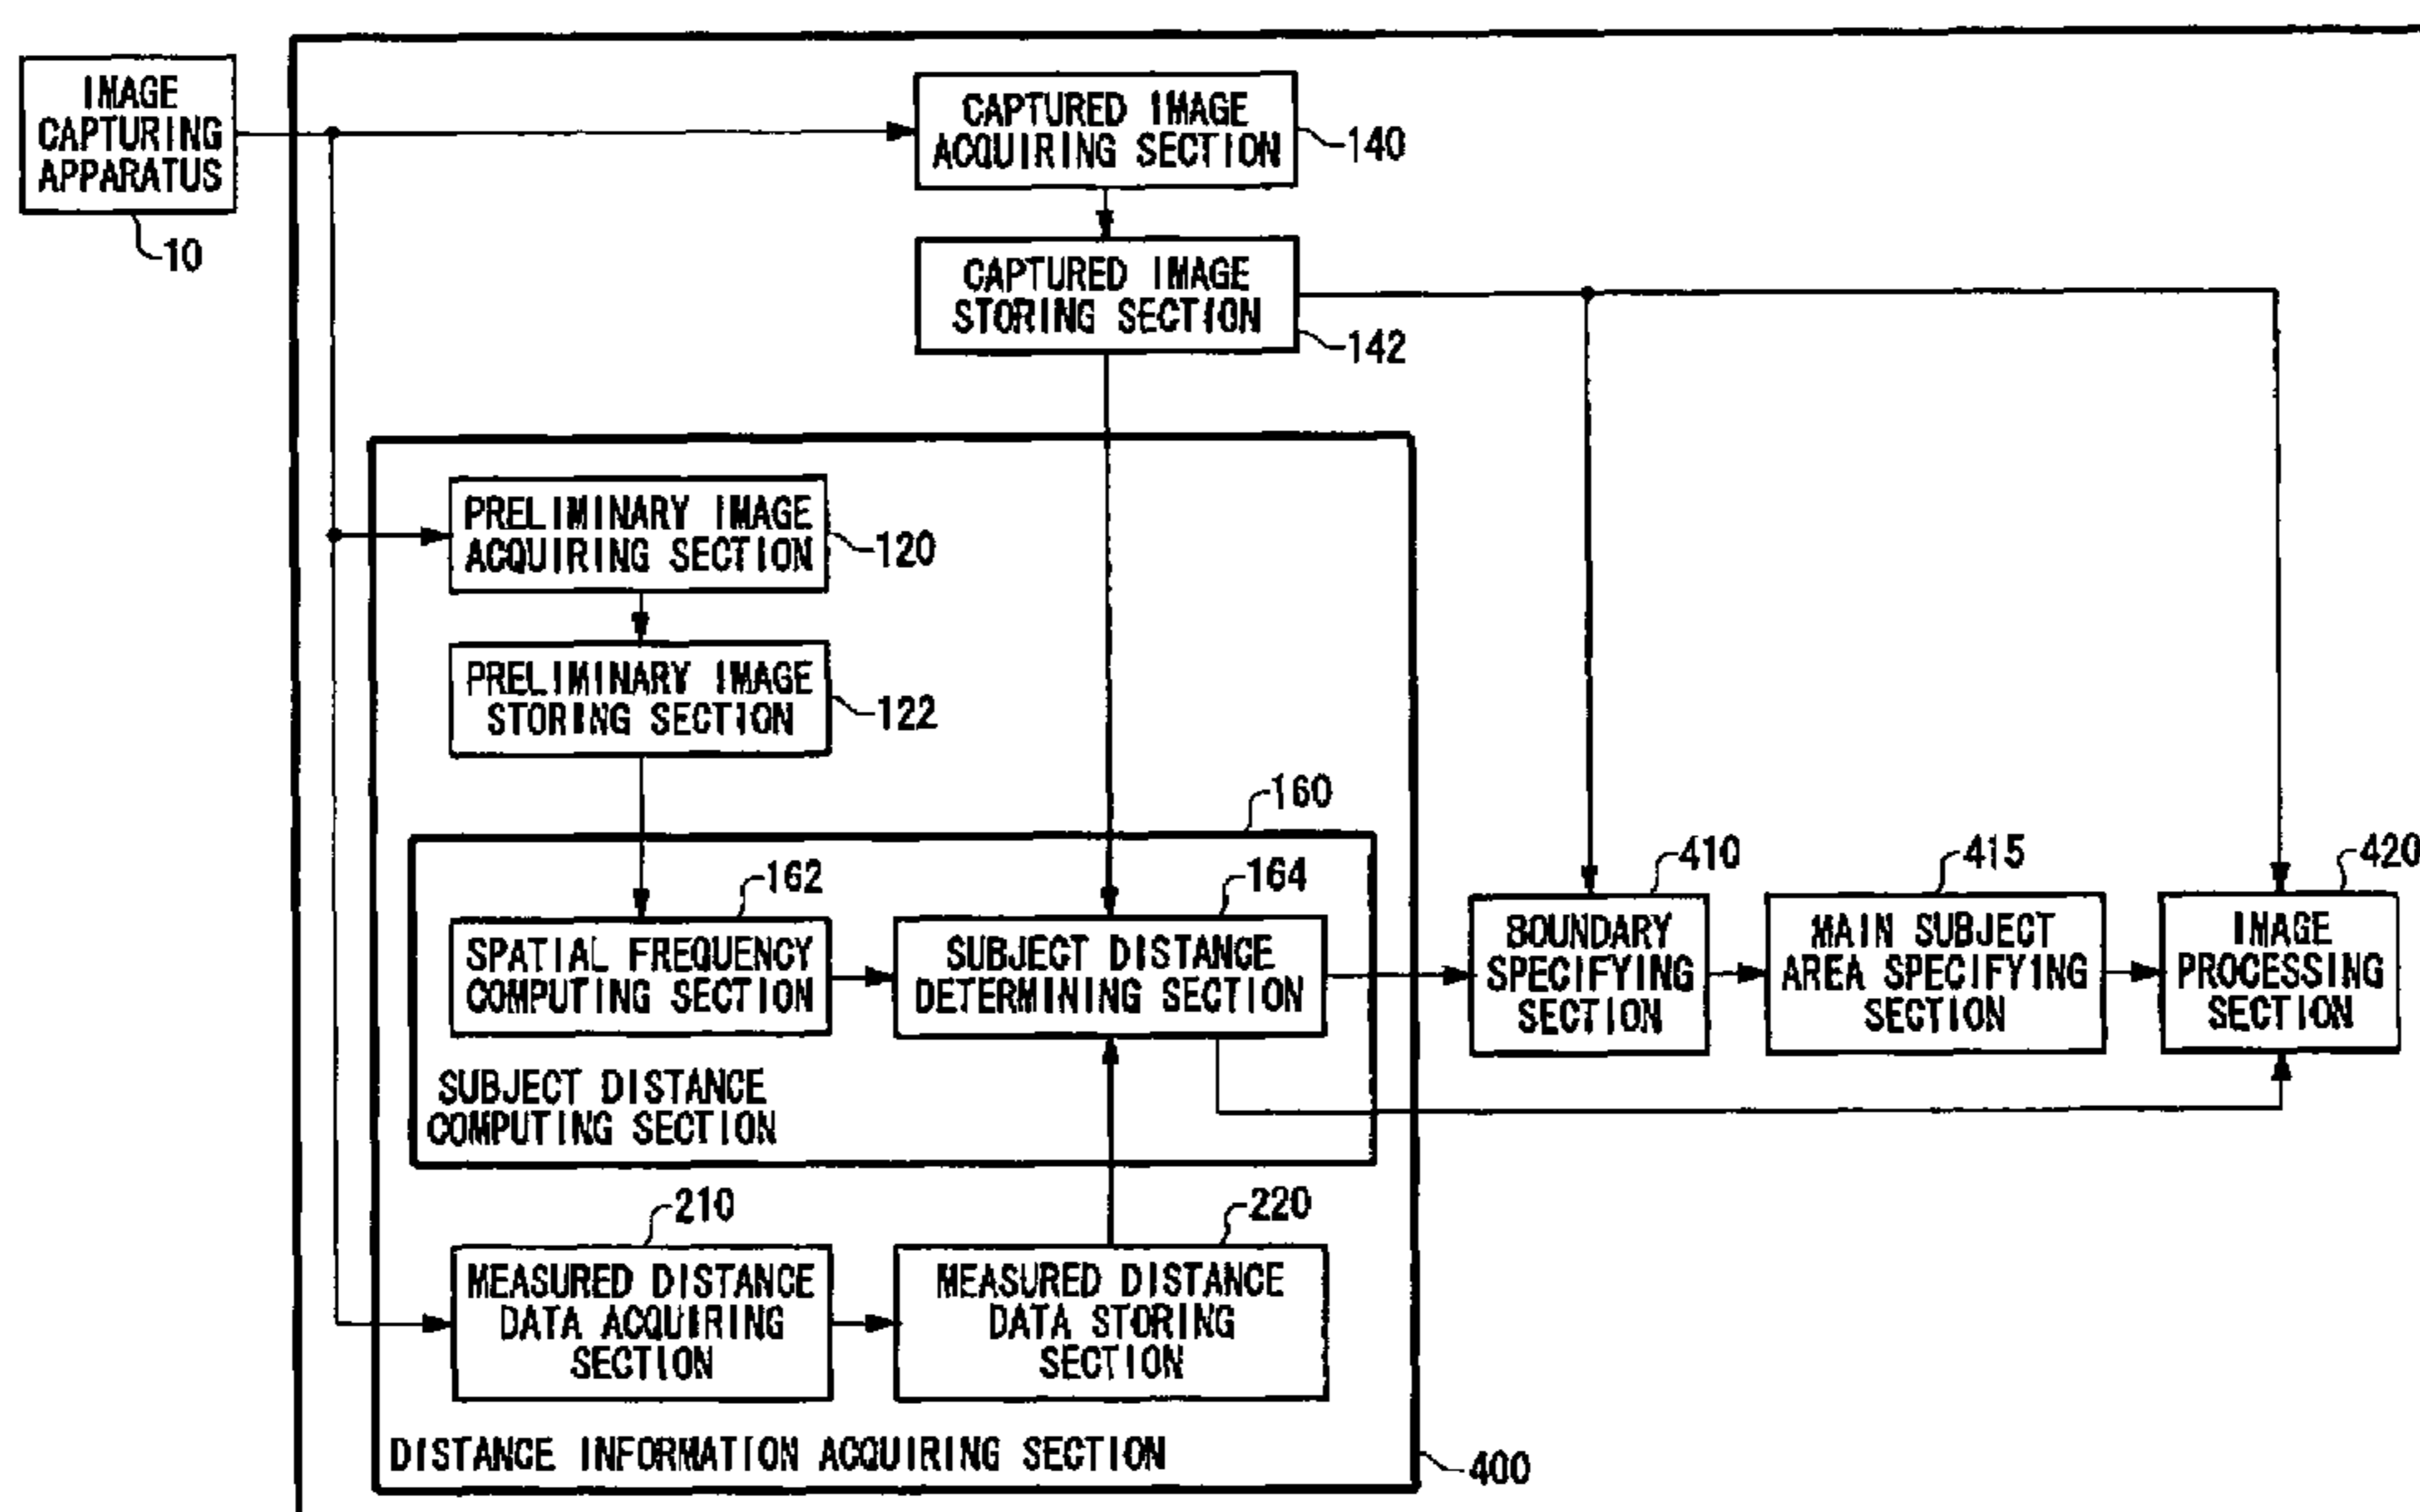 IMAGE
CAPTURING
APPARATUS
10
CAPTURED IMAGE
ACQUIRING SECTION
140
CAPTURED IMAGE
STORING SECTION
142
PRELIMINARY IMAGE
ACQUIRING SECTION
120
PRELIMINARY IMAGE
STORING SECTION
122
160
162
SPATIAL FREQUENCY
COMPUTING SECTION
164
SUBJECT DISTANCE
DETERMINING SECTION
SUBJECT DISTANCE
COMPUTING SECTION
410
BOUNDARY
SPECIFYING
SECTION
415
MAIN SUBJECT
AREA SPECIFYING
SECTION
420
IMAGE
PROCESSING
SECTION
210
MEASURED DISTANCE
DATA ACQUIRING
SECTION
220
MEASURED DISTANCE
DATA STORING
SECTION
DISTANCE INFORMATION ACQUIRING SECTION
400